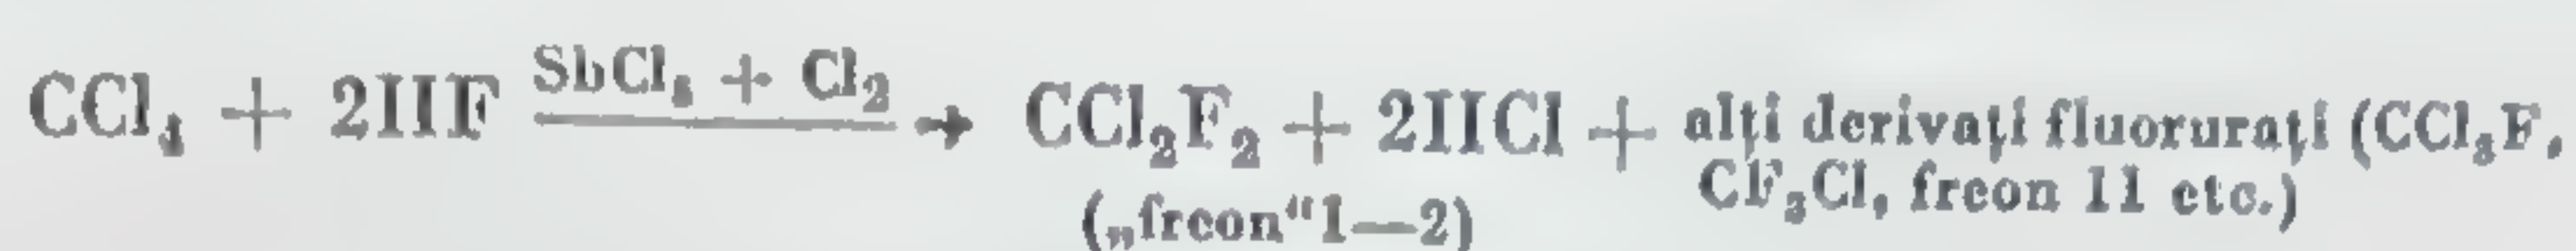 CCl₄ + 2HF SbCl₅ + Cl₂ → CCl₂F₂ + 2HCl + alți derivați fluorurați (CCl₃F,
(„freon“1—2) CF₃Cl, freon 11 etc.)